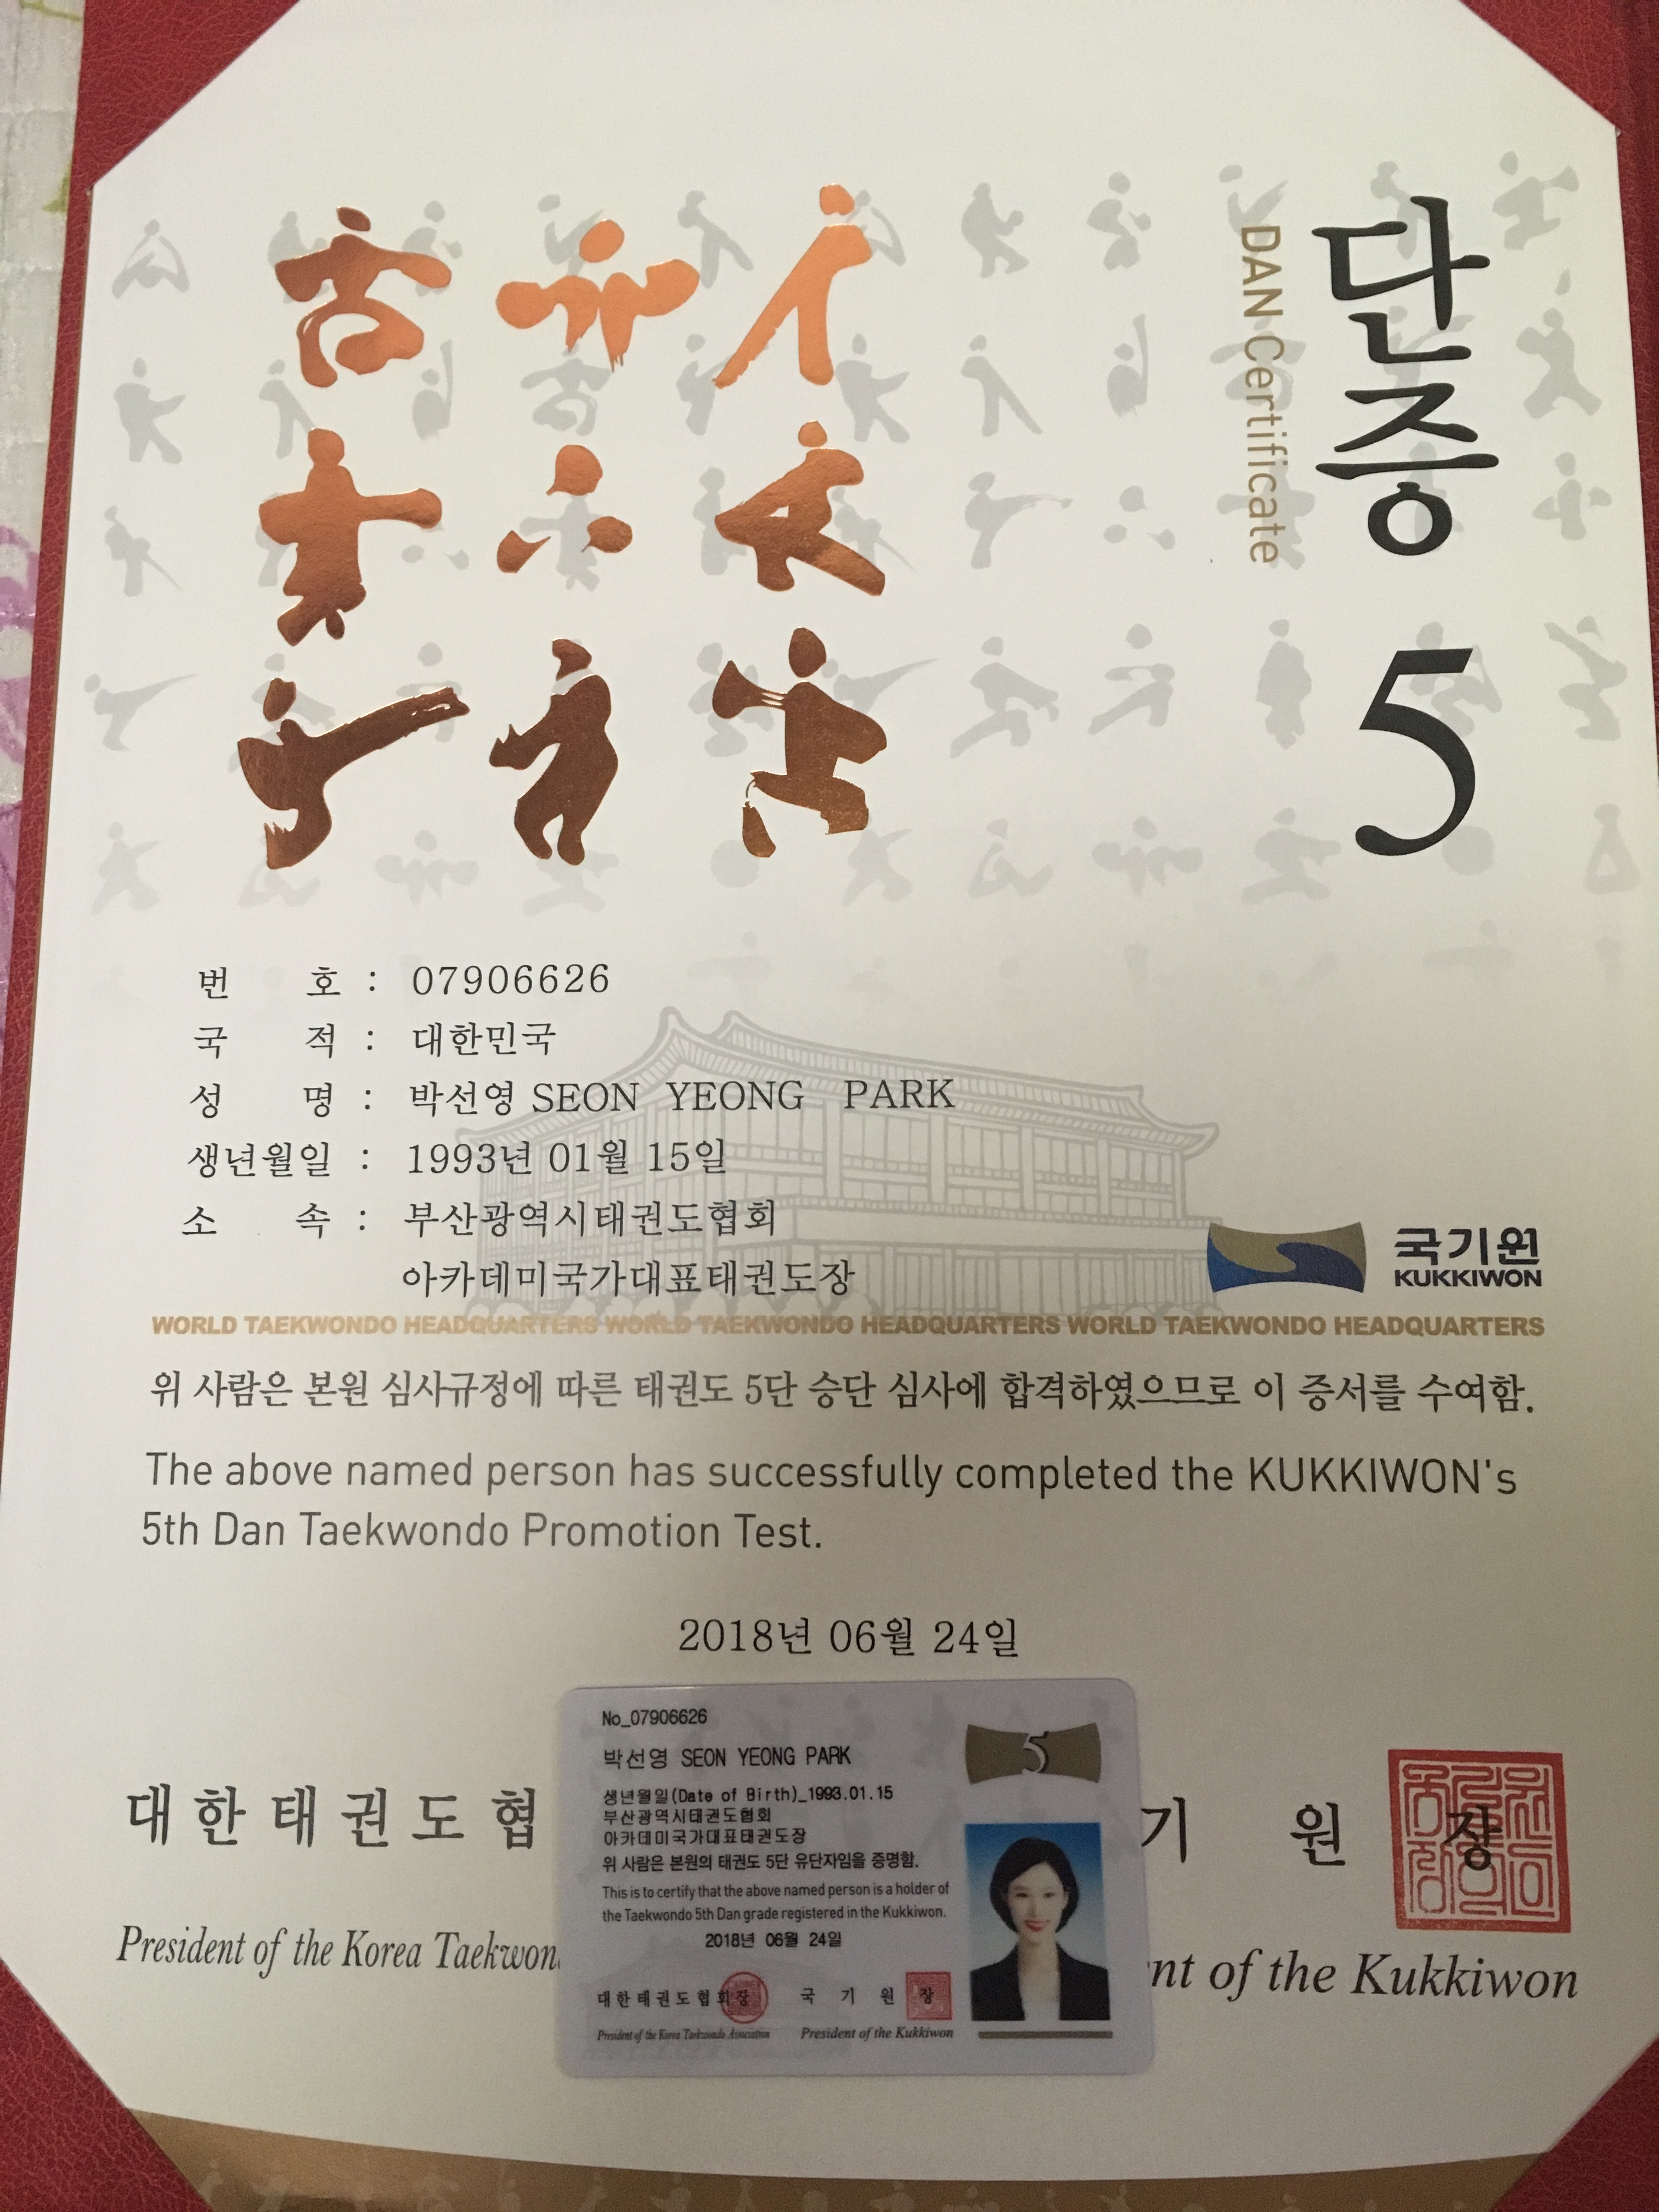 단증 5
DAN Certificate
번 호 : 07906626
국 적 : 대한민국
성 명 : 박선영 SEON YEONG PARK
생년월일 : 1993년 01월 15일
소 속 : 부산광역시태권도협회
아카데미국가대표태권도장
국기원
KUKKIWON
WORLD TAEKWONDO HEADQUARTERS WORLD TAEKWONDO HEADQUARTERS WORLD TAEKWONDO HEADQUARTERS
위 사람은 본원 심사규정에 따른 태권도 5단 승단 심사에 합격하였으므로 이 증서를 수여함.
The above named person has successfully completed the KUKKIWON's
5th Dan Taekwondo Promotion Test.
2018년 06월 24일
대한태권도협
기 원 장
President of the Korea Taekwon
nt of the Kukkiwon
No_07906626
5
박선영 SEON YEONG PARK
생년월일(Date of Birth)_1993.01.15
부산광역시태권도협회
아카데미국가대표태권도장
위 사람은 본원의 태권도 5단 유단자임을 증명함.
This is to certify that the above named person is a holder of
the Taekwondo 5th Dan grade registered in the Kukkiwon.
2018년 06월 24일
대한태권도협회장 국 기 원 장
President of the Korea Taekwondo Association President of the Kukkiwon